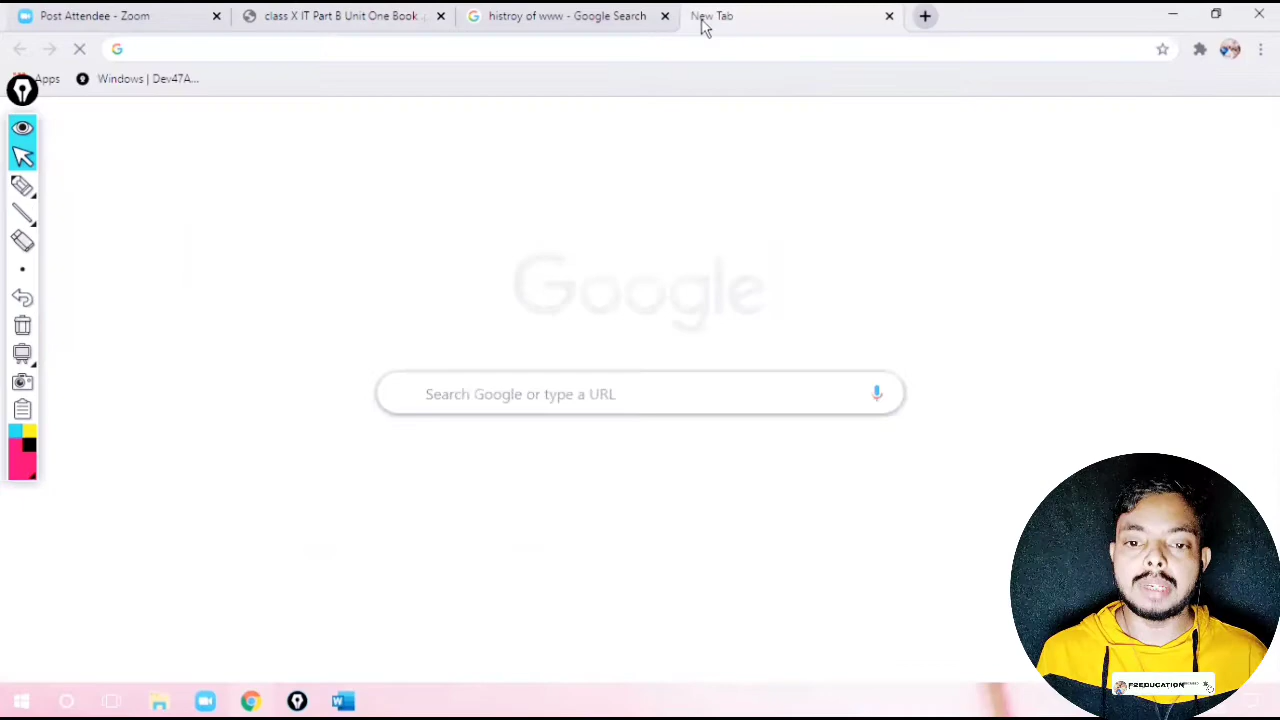 Post Attendee - Zoom
class X IT Part B Unit One Book
histroy of www - Google Search
New Tab
Apps
Windows | Dev47A...
Google
Search Google or type a URL
F2EDUCATION